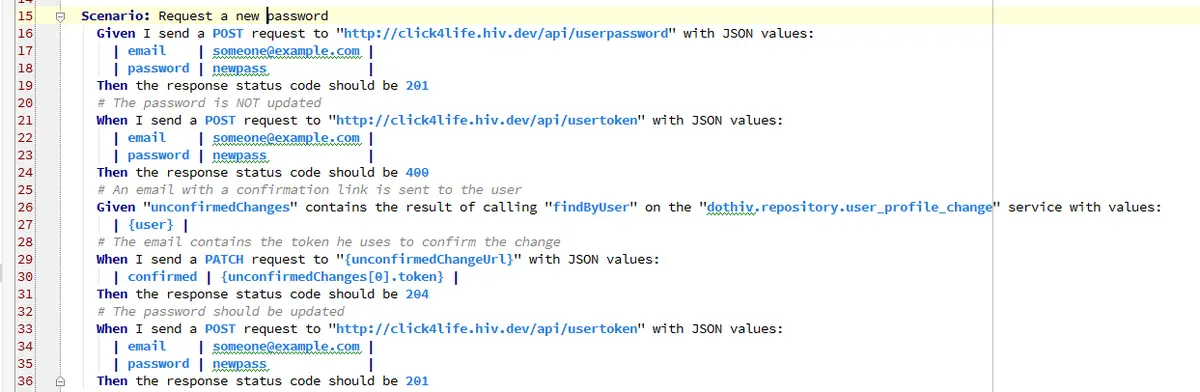 14
15 Scenario: Request a new password
16 Given I send a POST request to "http://click4life.hiv.dev/api/userpassword" with JSON values:
17 | email    | someone@example.com |
18 | password | newpass             |
19 Then the response status code should be 201
20 # The password is NOT updated
21 When I send a POST request to "http://click4life.hiv.dev/api/usertoken" with JSON values:
22 | email    | someone@example.com |
23 | password | newpass             |
24 Then the response status code should be 400
25 # An email with a confirmation link is sent to the user
26 Given "unconfirmedChanges" contains the result of calling "findByUser" on the "dothiv.repository.user_profile_change" service with values:
27 | {user} |
28 # The email contains the token he uses to confirm the change
29 When I send a PATCH request to "{unconfirmedChangeUrl}" with JSON values:
30 | confirmed | {unconfirmedChanges[0].token} |
31 Then the response status code should be 204
32 # The password should be updated
33 When I send a POST request to "http://click4life.hiv.dev/api/usertoken" with JSON values:
34 | email    | someone@example.com |
35 | password | newpass             |
36 Then the response status code should be 201